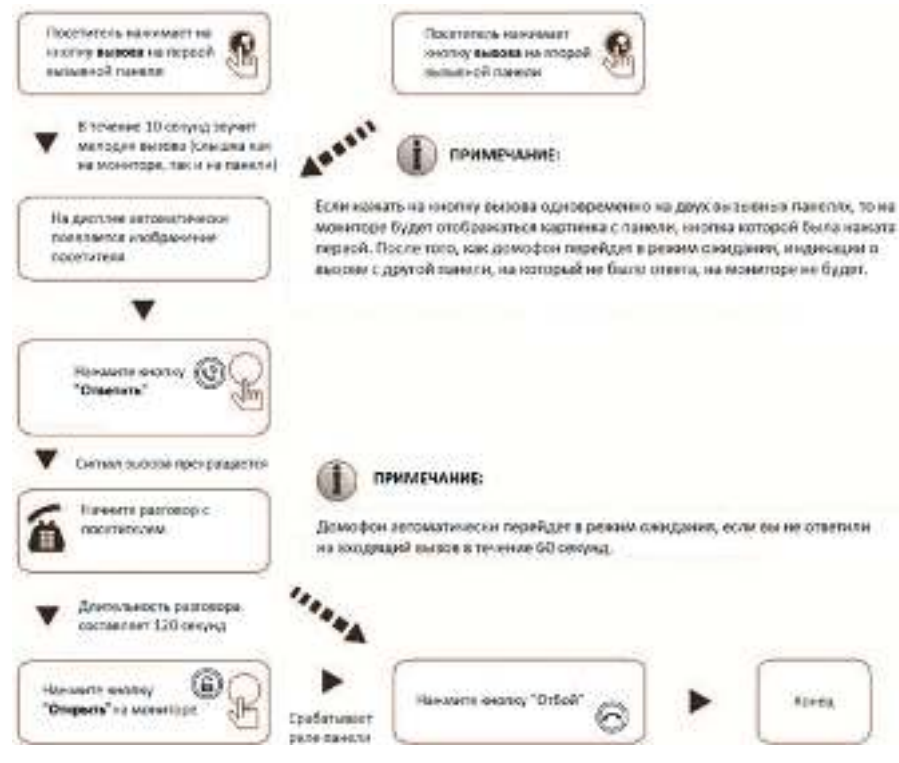 Посетитель нажимает на
кнопку вызова на первой
вызывной панели
Посетитель нажимает
кнопку вызова на второй
вызывной панели
В течение 10 секунд звучит
мелодия вызова (слышна как
на мониторе, так и на панели)
ПРИМЕЧАНИЕ:
Если нажать на кнопку вызова одновременно на двух вызывных панелях, то на
мониторе будет отображаться картинка с панели, кнопка которой была нажата
первой. После того, как домофон перейдет в режим ожидания, индикации о
вызове с другой панели, на который не было ответа, на мониторе не будет.
На дисплее автоматически
появляется изображение
посетителя
Нажмите кнопку
"Ответить"
Сигнал вызова прекращается
ПРИМЕЧАНИЕ:
Домофон автоматически перейдет в режим ожидания, если вы не ответили
на входящий вызов в течение 60 секунд.
Начните разговор с
посетителем
Длительность разговора
составляет 120 секунд
Нажмите кнопку
"Открыть" на мониторе
Срабатывает
реле панели
Нажмите кнопку "Отбой"
Конец